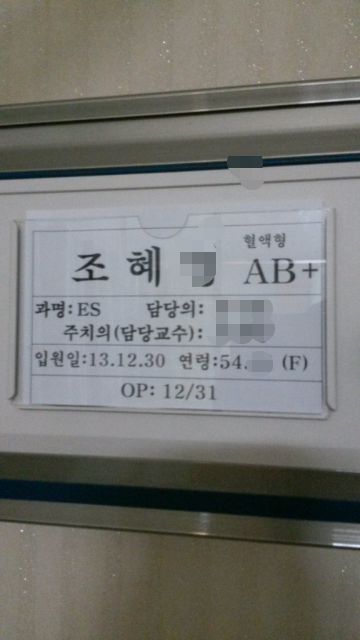 혈액형
조 혜 AB+
과명: ES 담당의:
주치의(담당교수):
입원일:13.12.30 연령:54. (F)
OP: 12/31